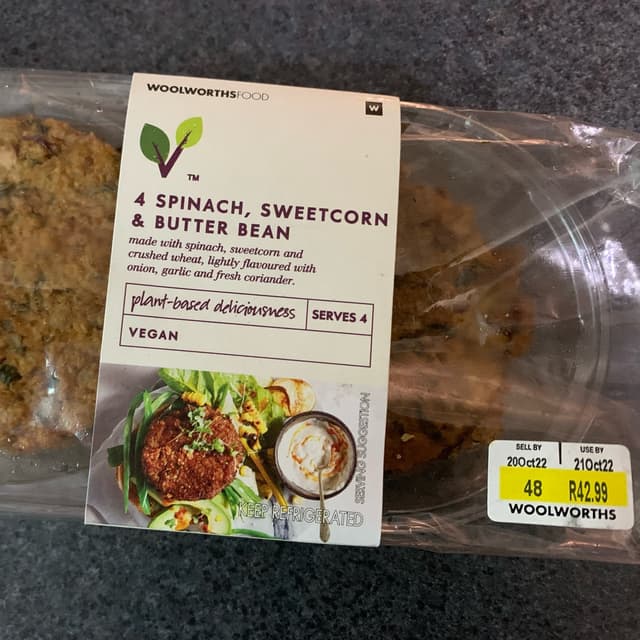 WOOLWORTHSFOOD
W
V
TM
4 SPINACH, SWEETCORN
& BUTTER BEAN
made with spinach, sweetcorn and
crushed wheat, lightly flavoured with
onion, garlic and fresh coriander.
plant-based deliciousness
SERVES 4
VEGAN
SERVING SUGGESTION
KEEP REFRIGERATED
SELL BY
USE BY
20Oct22
21Oct22
48
R42.99
WOOLWORTHS